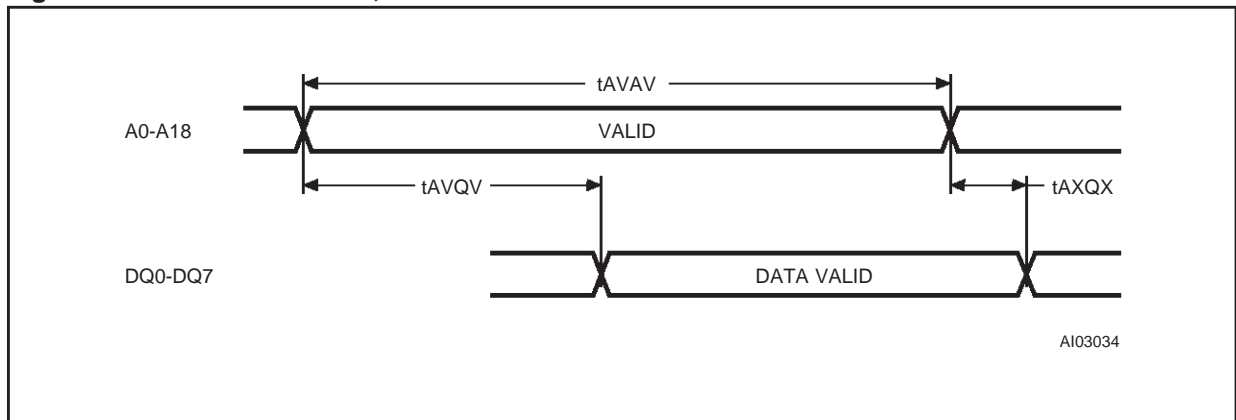 tAVAV
A0-A18
VALID
tAVQV
tAXQX
DQ0-DQ7
DATA VALID
AI03034